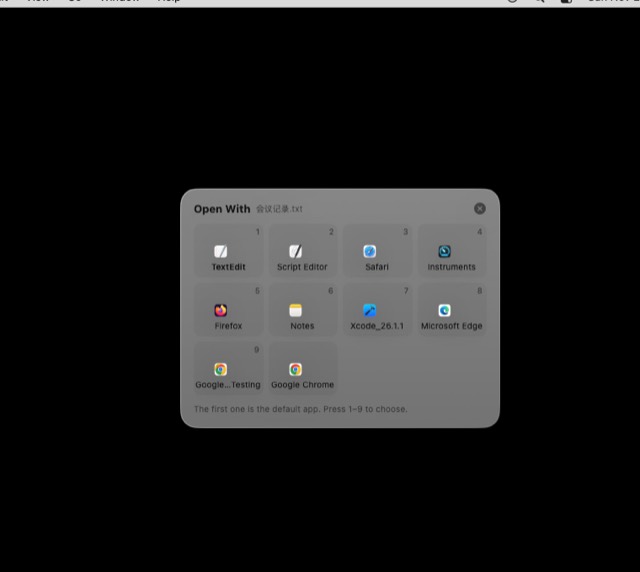 Window Help
Open With 会议记录.txt
1 2 3 4
TextEdit Script Editor Safari Instruments
5 6 7 8
Firefox Notes Xcode_26.1.1 Microsoft Edge
9
Google...Testing Google Chrome
The first one is the default app. Press 1–9 to choose.